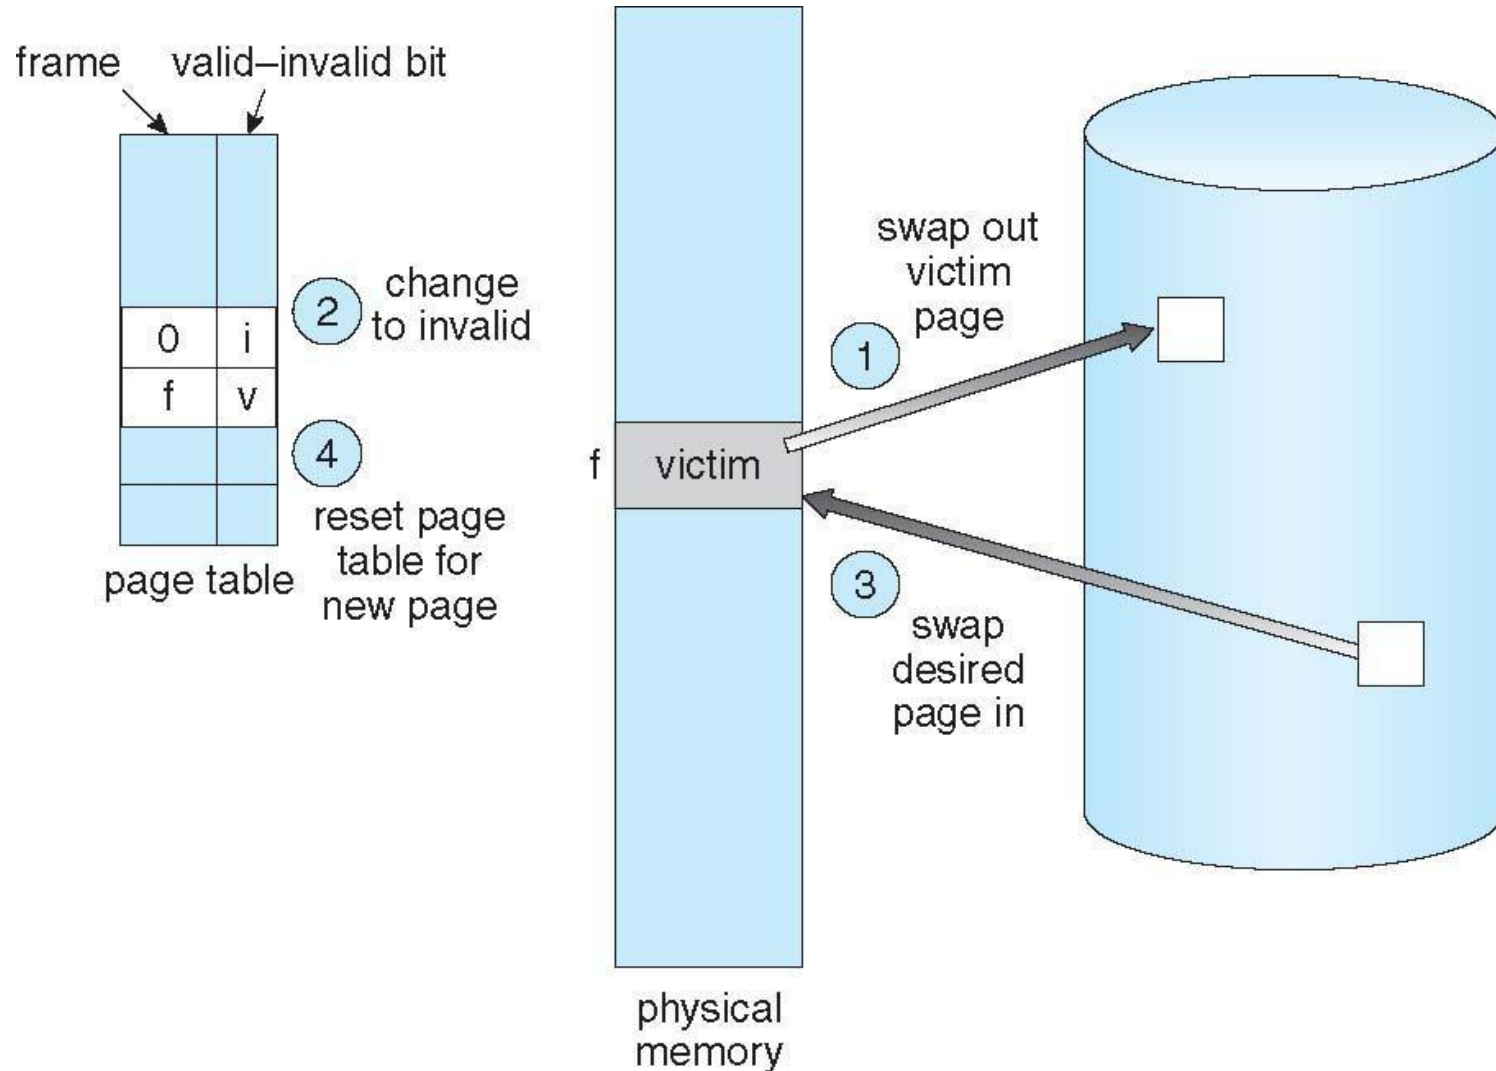 frame
valid–invalid bit
0
i
f
v
2
change
to invalid
4
reset page
table for
new page
page table
f
victim
physical
memory
swap out
victim
page
1
3
swap
desired
page in